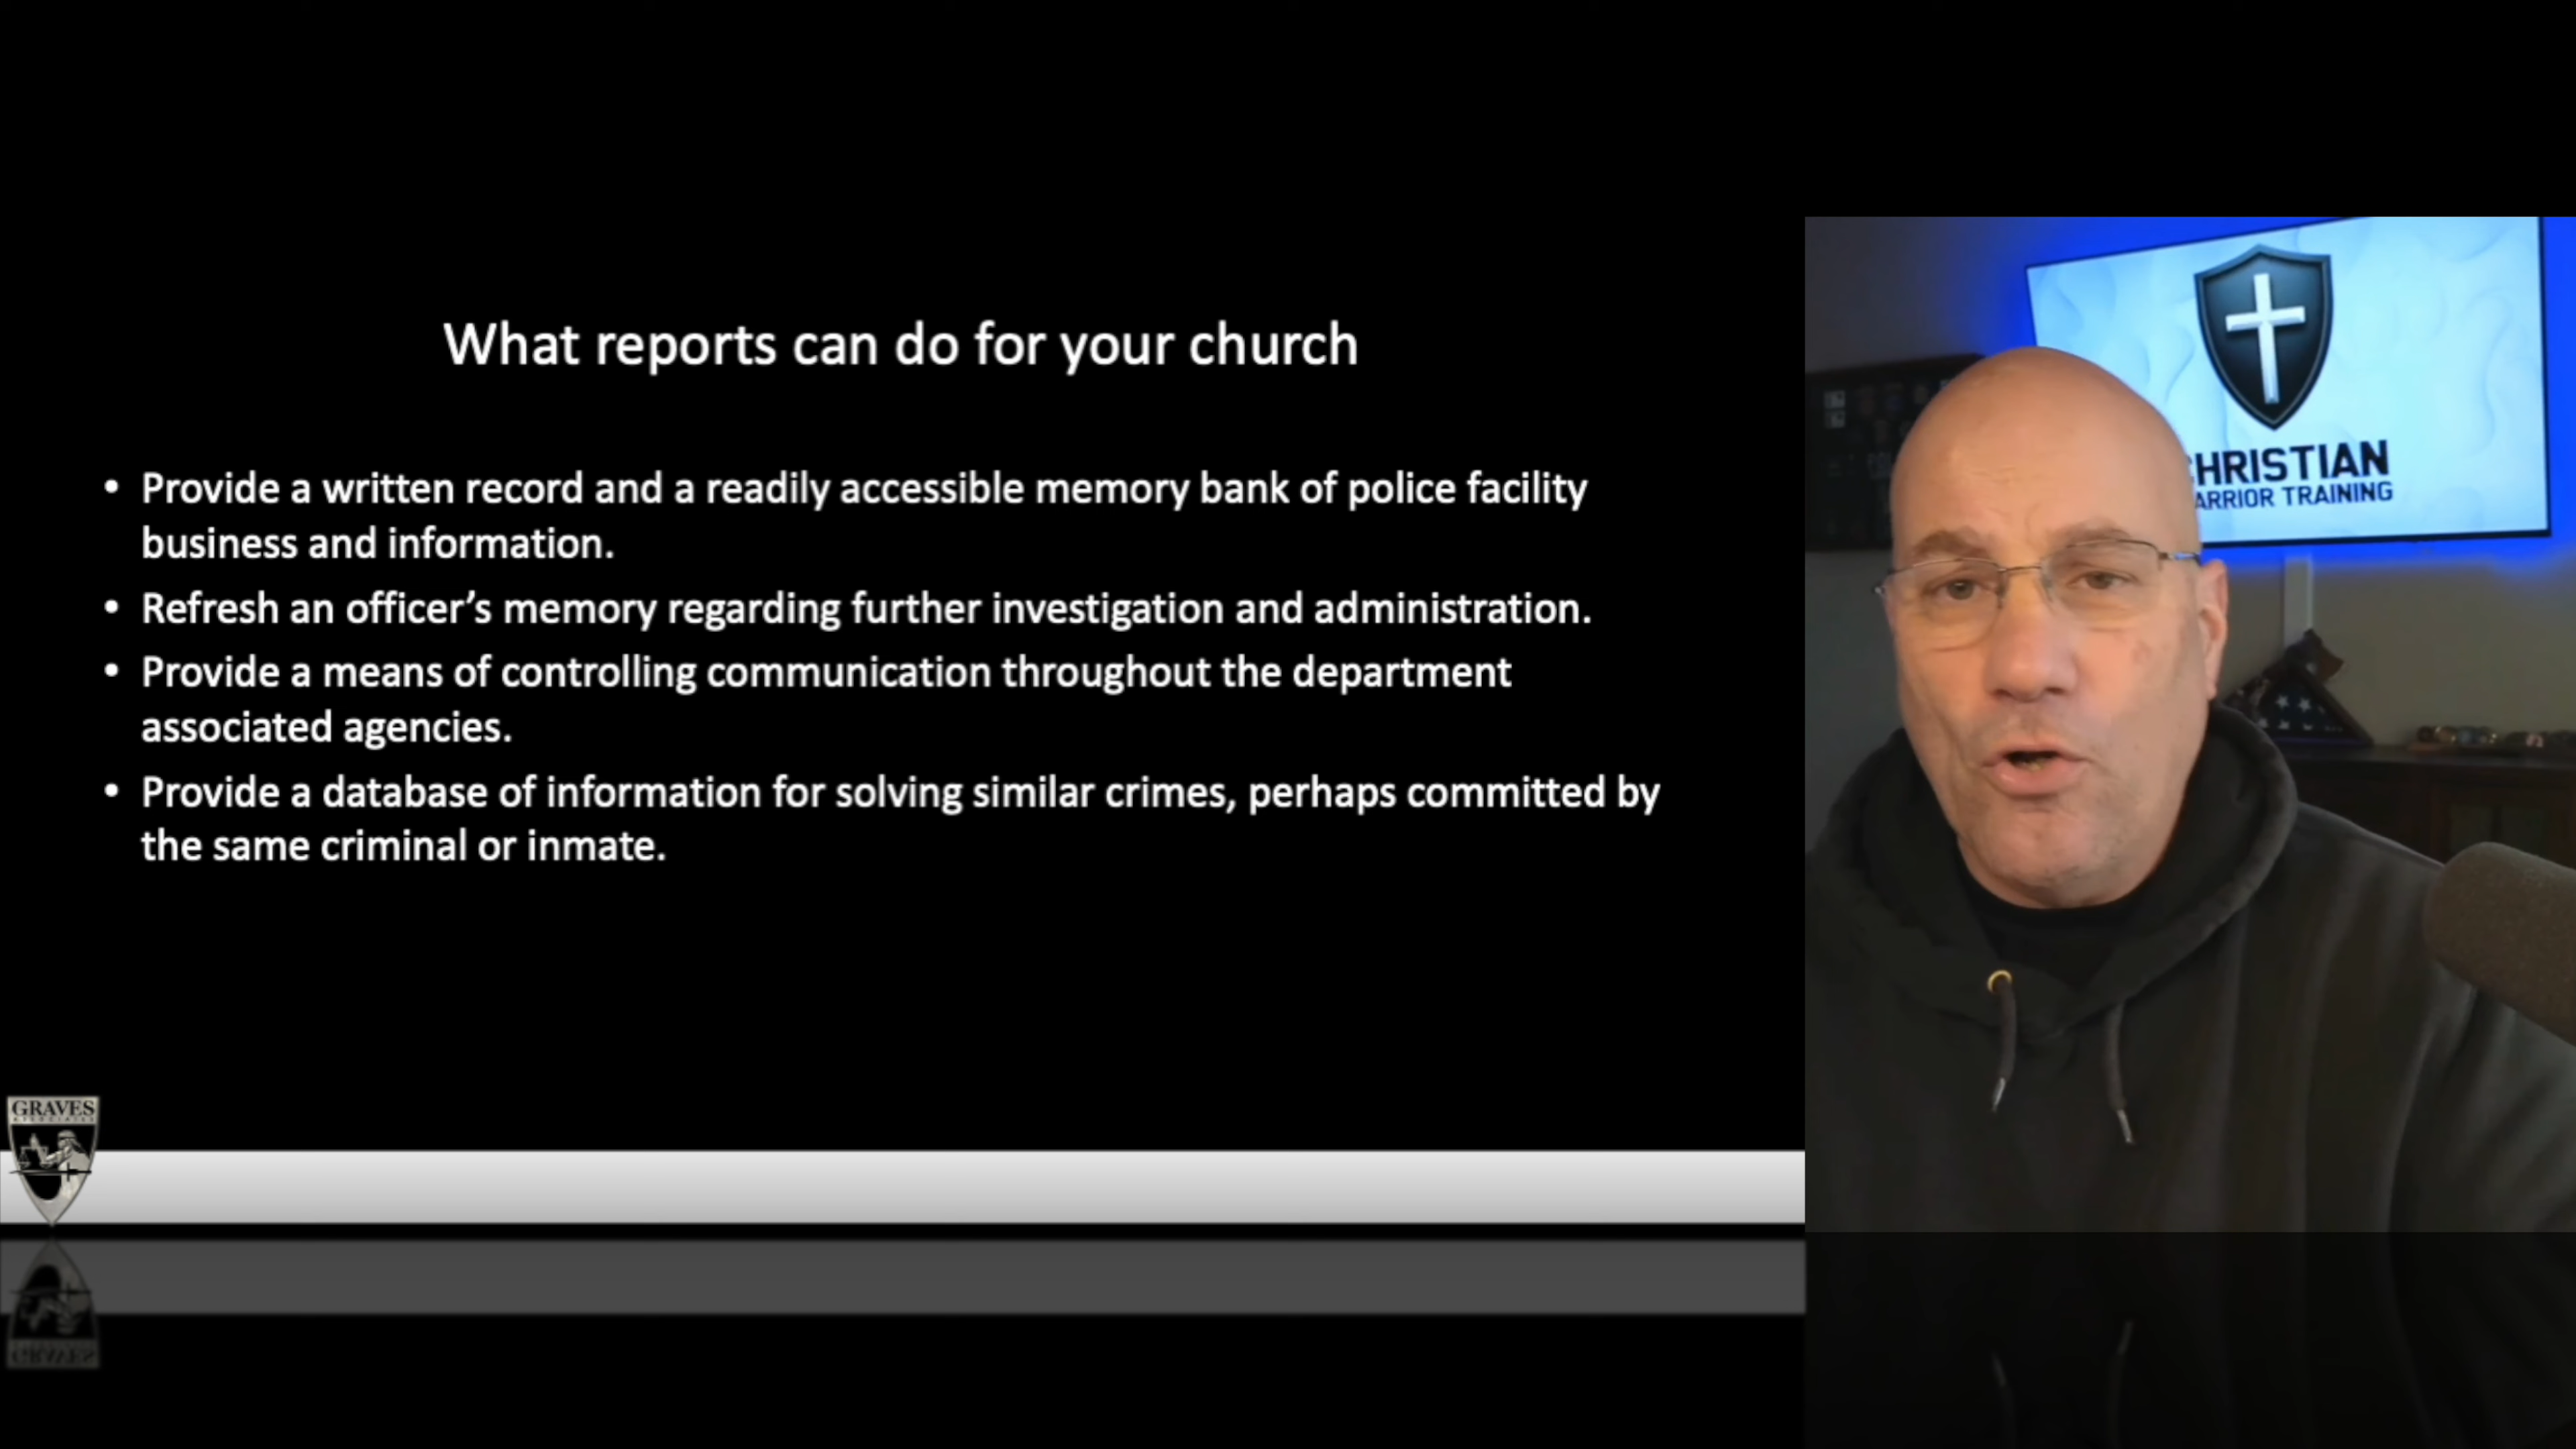 What reports can do for your church
• Provide a written record and a readily accessible memory bank of police facility
business and information.
• Refresh an officer’s memory regarding further investigation and administration.
• Provide a means of controlling communication throughout the department
associated agencies.
• Provide a database of information for solving similar crimes, perhaps committed by
the same criminal or inmate.
HRISTIAN
ARRIOR TRAINING
GRAVES